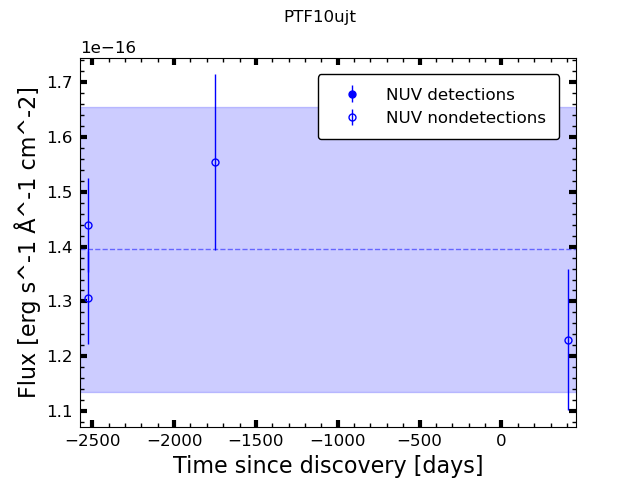 PTF10ujt
1e−16
NUV detections
NUV nondetections
1.7
1.6
1.5
1.4
1.3
1.2
1.1
Flux [erg s^-1 Å^-1 cm^-2]
−2500 −2000 −1500 −1000 −500 0
Time since discovery [days]